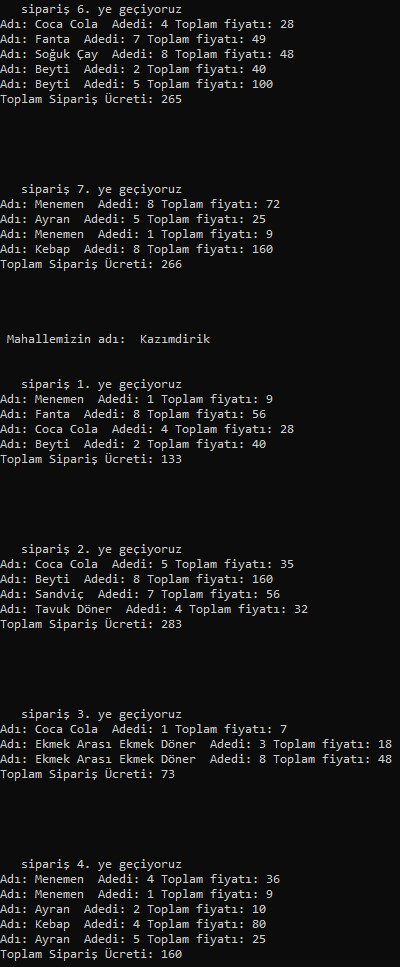 sipariş 6. ye geçiyoruz
Adı: Coca Cola  Adedi: 4 Toplam fiyatı: 28
Adı: Fanta  Adedi: 7 Toplam fiyatı: 49
Adı: Soğuk Çay  Adedi: 8 Toplam fiyatı: 48
Adı: Beyti  Adedi: 2 Toplam fiyatı: 40
Adı: Beyti  Adedi: 5 Toplam fiyatı: 100
Toplam Sipariş Ücreti: 265
sipariş 7. ye geçiyoruz
Adı: Menemen  Adedi: 8 Toplam fiyatı: 72
Adı: Ayran  Adedi: 5 Toplam fiyatı: 25
Adı: Menemen  Adedi: 1 Toplam fiyatı: 9
Adı: Kebap  Adedi: 8 Toplam fiyatı: 160
Toplam Sipariş Ücreti: 266
Mahallemizin adı:  Kazımdirik
sipariş 1. ye geçiyoruz
Adı: Menemen  Adedi: 1 Toplam fiyatı: 9
Adı: Fanta  Adedi: 8 Toplam fiyatı: 56
Adı: Coca Cola  Adedi: 4 Toplam fiyatı: 28
Adı: Beyti  Adedi: 2 Toplam fiyatı: 40
Toplam Sipariş Ücreti: 133
sipariş 2. ye geçiyoruz
Adı: Coca Cola  Adedi: 5 Toplam fiyatı: 35
Adı: Beyti  Adedi: 8 Toplam fiyatı: 160
Adı: Sandviç  Adedi: 7 Toplam fiyatı: 56
Adı: Tavuk Döner  Adedi: 4 Toplam fiyatı: 32
Toplam Sipariş Ücreti: 283
sipariş 3. ye geçiyoruz
Adı: Coca Cola  Adedi: 1 Toplam fiyatı: 7
Adı: Ekmek Arası Ekmek Döner  Adedi: 3 Toplam fiyatı: 18
Adı: Ekmek Arası Ekmek Döner  Adedi: 8 Toplam fiyatı: 48
Toplam Sipariş Ücreti: 73
sipariş 4. ye geçiyoruz
Adı: Menemen  Adedi: 4 Toplam fiyatı: 36
Adı: Menemen  Adedi: 1 Toplam fiyatı: 9
Adı: Ayran  Adedi: 2 Toplam fiyatı: 10
Adı: Kebap  Adedi: 4 Toplam fiyatı: 80
Adı: Ayran  Adedi: 5 Toplam fiyatı: 25
Toplam Sipariş Ücreti: 160